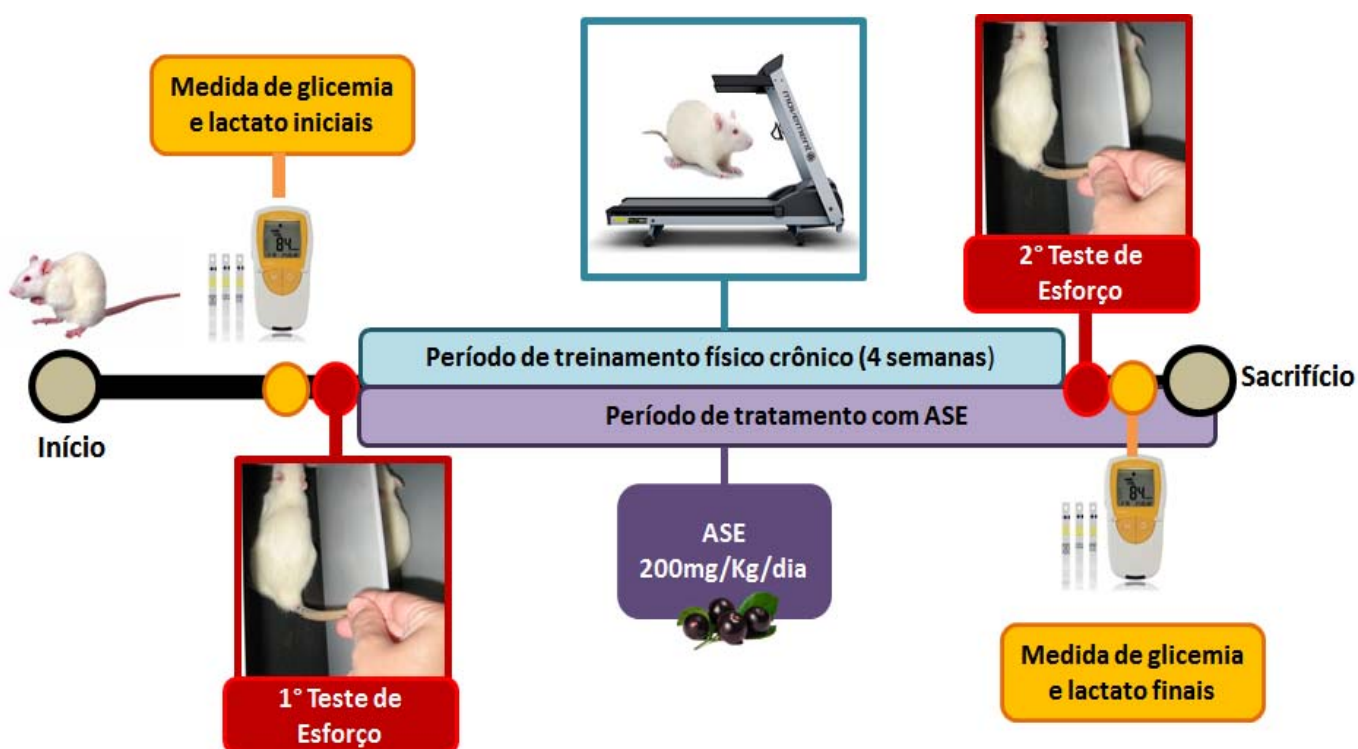 Medida de glicemia
e lactato iniciais
84
movement
2° Teste de
Esforço
Período de treinamento físico crônico (4 semanas)
Sacrifício
Período de tratamento com ASE
Início
84
ASE
200mg/Kg/dia
Medida de glicemia
e lactato finais
1° Teste de
Esforço